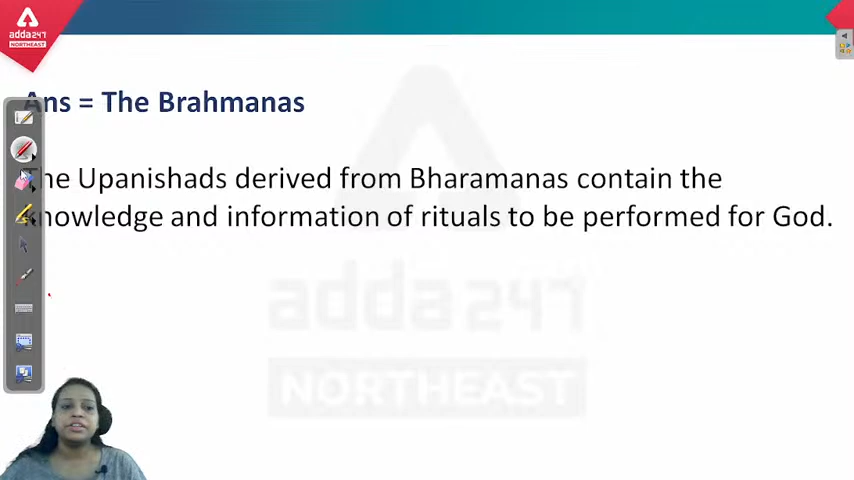 adda247
NORTHEAST
Ans = The Brahmanas
The Upanishads derived from Bharamanas contain the
knowledge and information of rituals to be performed for God.
adda247
NORTHEAST